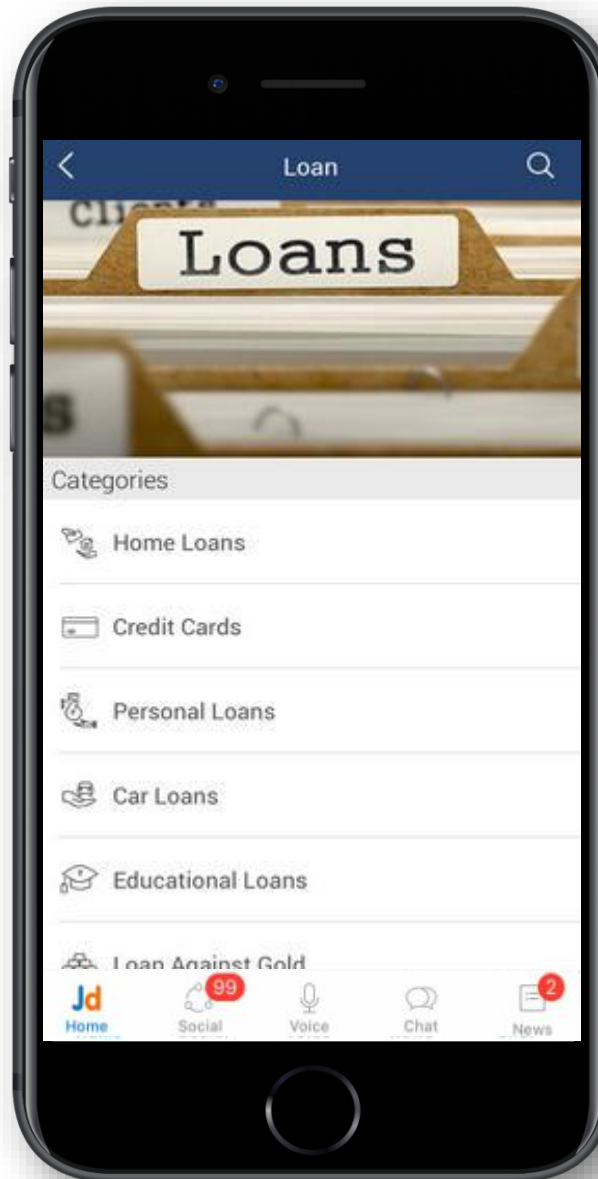 Loan
Clients
Loans
s
Categories
Home Loans
Credit Cards
Personal Loans
Car Loans
Educational Loans
Loan Against Gold
99
2
Jd
Home
Social
Voice
Chat
News